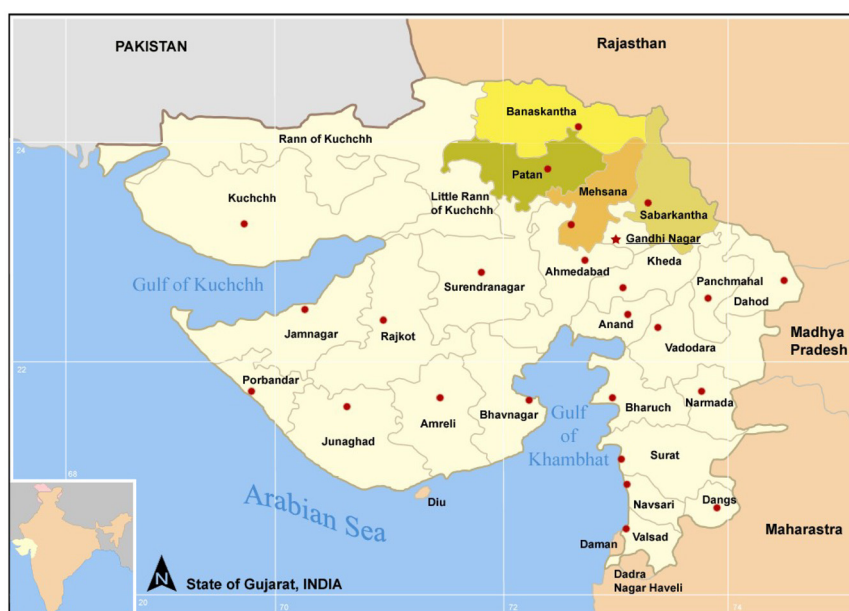 PAKISTAN
Rajasthan
Banaskantha
24
Rann of Kuchchh
Patan
Mehsana
Kuchchh
Little Rann
of Kuchchh
Sabarkantha
Gandhi Nagar
Kheda
Ahmedabad
Gulf of Kuchchh
Surendranagar
Panchmahal
Dahod
Jamnagar
Rajkot
Anand
Vadodara
Madhya
Pradesh
22
Porbandar
Junaghad
Amreli
Bhavnagar
Gulf
of
Khambhat
Bharuch
Narmada
Surat
68
Arabian Sea
Diu
Navsari
Dangs
Valsad
Daman
Maharastra
N
State of Gujarat, INDIA
Dadra
Nagar Haveli
20
70
72
74